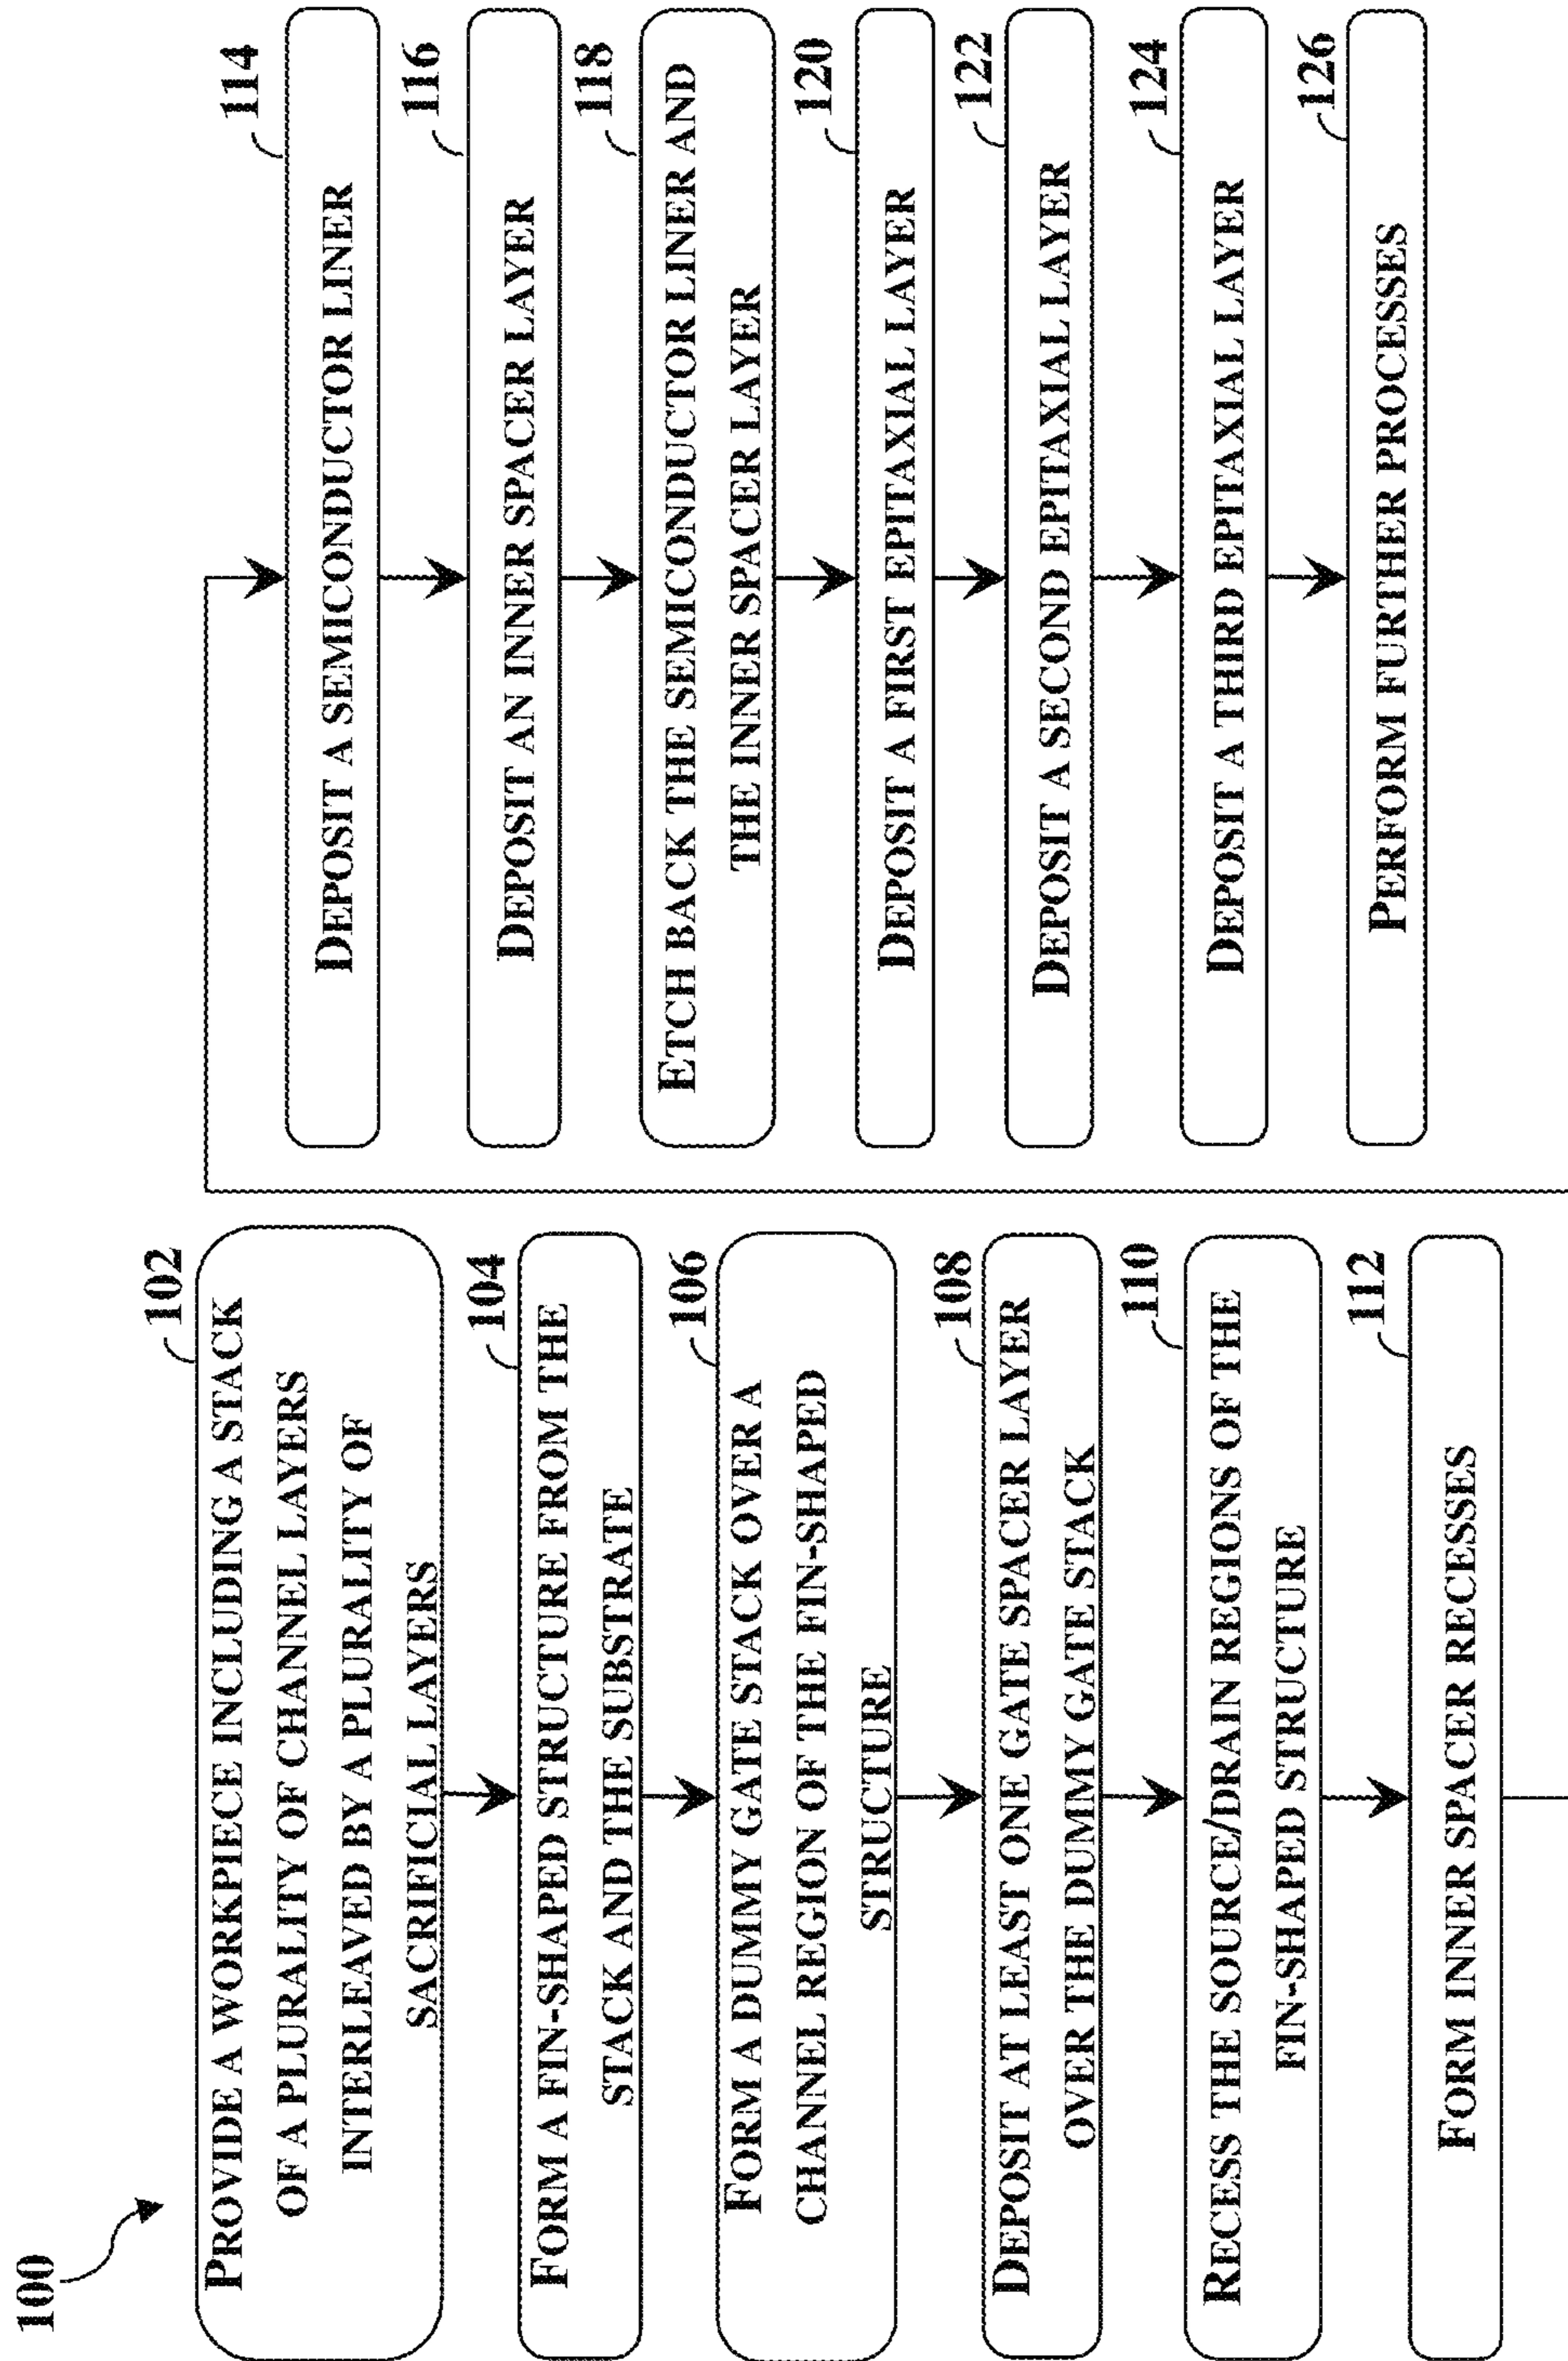 100
102
PROVIDE A WORKPIECE INCLUDING A STACK
OF A PLURALITY OF CHANNEL LAYERS
INTERLEAVED BY A PLURALITY OF
SACRIFICIAL LAYERS
104
FORM A FIN-SHAPED STRUCTURE FROM THE
STACK AND THE SUBSTRATE
106
FORM A DUMMY GATE STACK OVER A
CHANNEL REGION OF THE FIN-SHAPED
STRUCTURE
108
DEPOSIT AT LEAST ONE GATE SPACER LAYER
OVER THE DUMMY GATE STACK
110
RECESS THE SOURCE/DRAIN REGIONS OF THE
FIN-SHAPED STRUCTURE
112
FORM INNER SPACER RECESSES
114
DEPOSIT A SEMICONDUCTOR LINER
116
DEPOSIT AN INNER SPACER LAYER
118
ETCH BACK THE SEMICONDUCTOR LINER AND
THE INNER SPACER LAYER
120
DEPOSIT A FIRST EPITAXIAL LAYER
122
DEPOSIT A SECOND EPITAXIAL LAYER
124
DEPOSIT A THIRD EPITAXIAL LAYER
126
PERFORM FURTHER PROCESSES